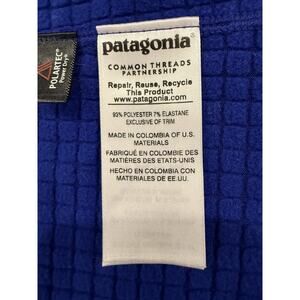 POLARTEC®
Power Dry®
patagonia®
COMMON THREADS
PARTNERSHIP
Repair, Reuse, Recycle
This Product
www.patagonia.com
93% POLYESTER 7% ELASTANE
EXCLUSIVE OF TRIM
MADE IN COLOMBIA OF U.S.
MATERIALS
FABRIQUÉ EN COLOMBIE DES
MATIÈRES DES ETATS-UNIS
HECHO EN COLOMBIA CON
MATERIALES DE EE.UU.